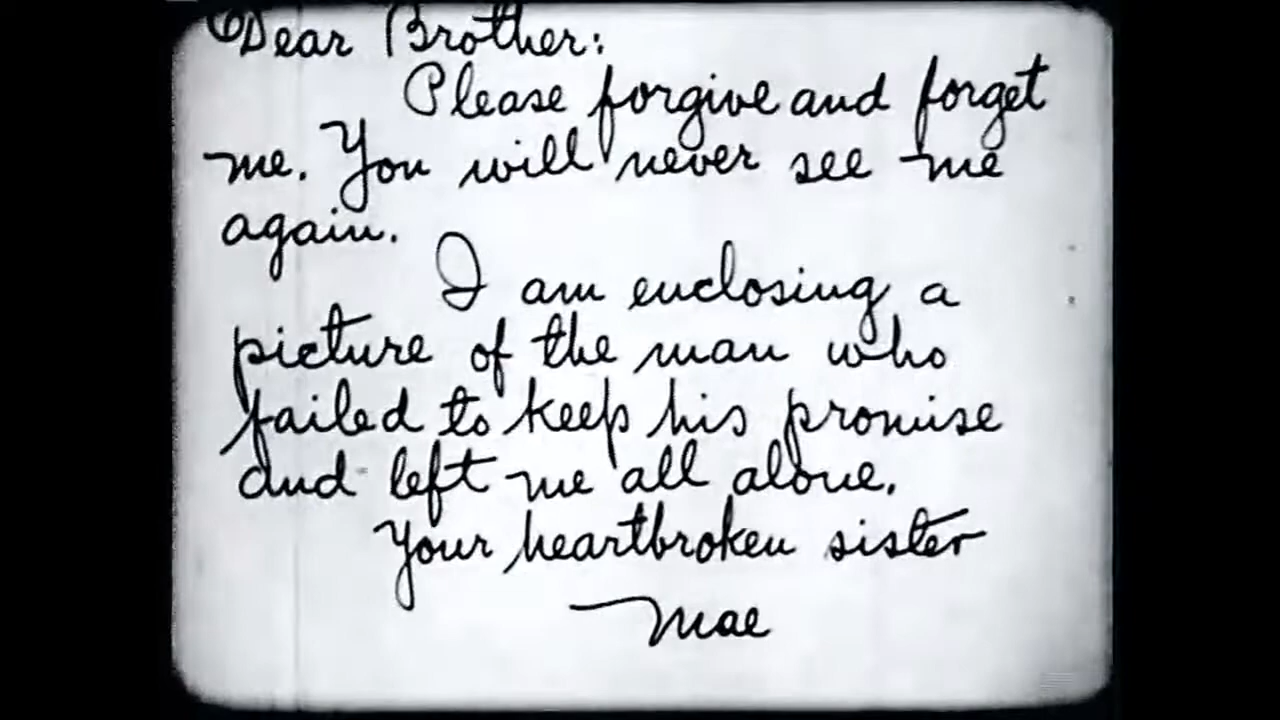 Dear Brother:
Please forgive and forget
me. You will never see me
again.
I am enclosing a
picture of the man who
failed to keep his promise
and left me all alone.
Your heartbroken sister
Mae